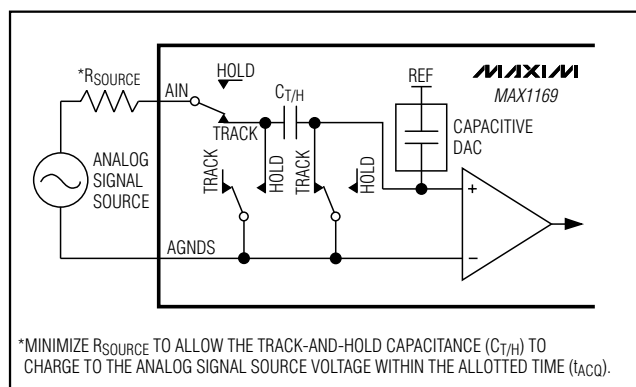 *RSOURCE
AIN
HOLD
TRACK
CT/H
REF
MAXIM
MAX1169
CAPACITIVE
DAC
ANALOG
SIGNAL
SOURCE
TRACK
HOLD
TRACK
HOLD
+
−
AGNDS
*MINIMIZE RSOURCE TO ALLOW THE TRACK-AND-HOLD CAPACITANCE (CT/H) TO
CHARGE TO THE ANALOG SIGNAL SOURCE VOLTAGE WITHIN THE ALLOTTED TIME (tACQ).